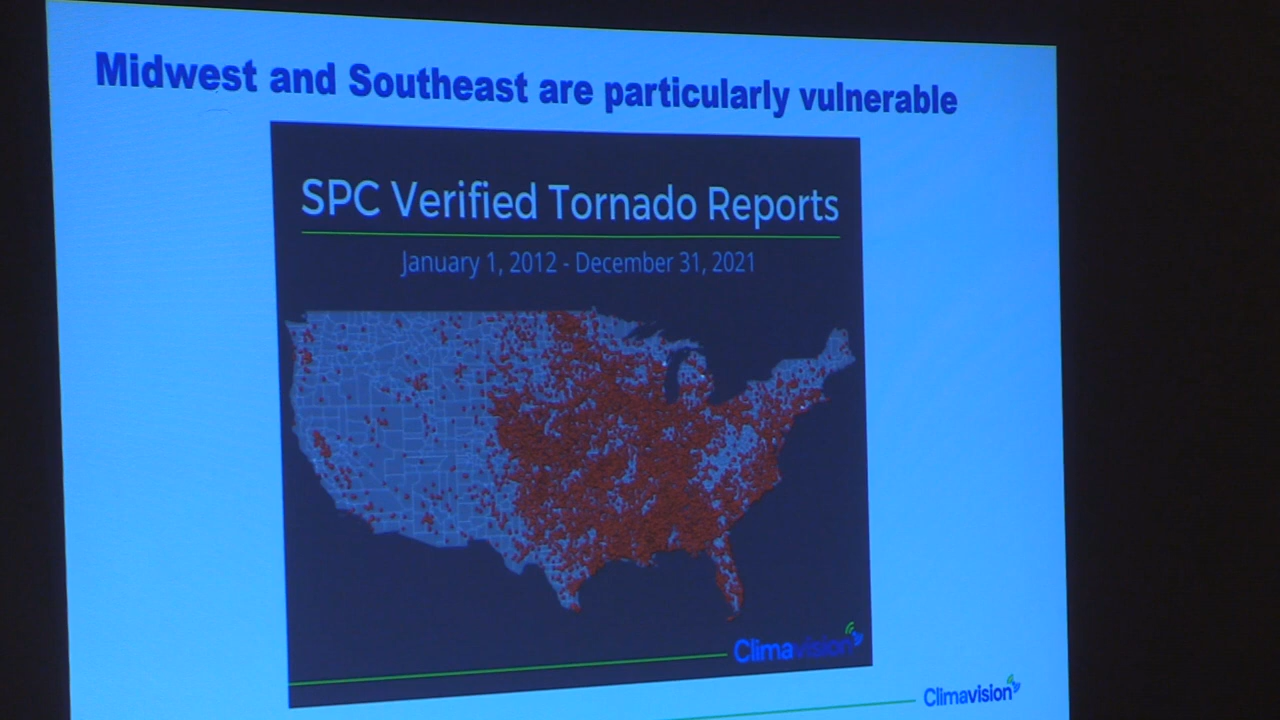 Midwest and Southeast are particularly vulnerable
SPC Verified Tornado Reports
January 1, 2012 - December 31, 2021
Climavision
Climavision